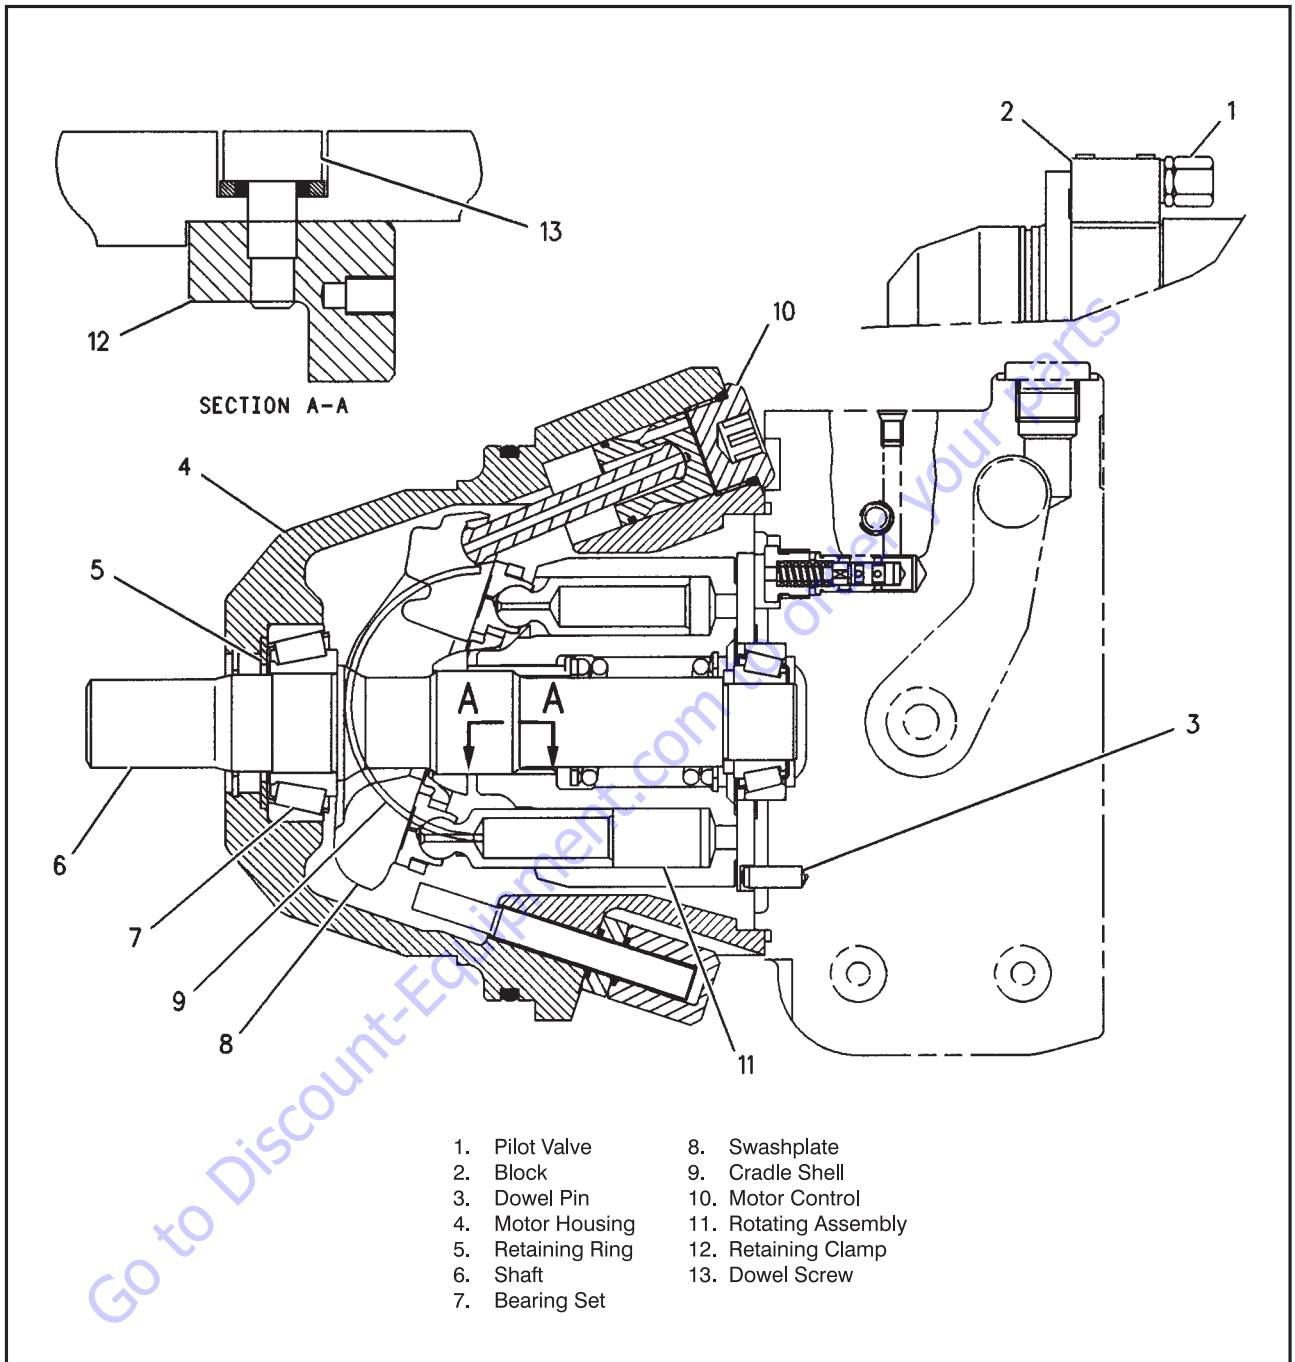 2
1
13
12
SECTION A-A
10
4
5
A A
3
6
7
9
8
11
1. Pilot Valve
2. Block
3. Dowel Pin
4. Motor Housing
5. Retaining Ring
6. Shaft
7. Bearing Set
8. Swashplate
9. Cradle Shell
10. Motor Control
11. Rotating Assembly
12. Retaining Clamp
13. Dowel Screw
Go to Discount-Equipment.com to order your parts